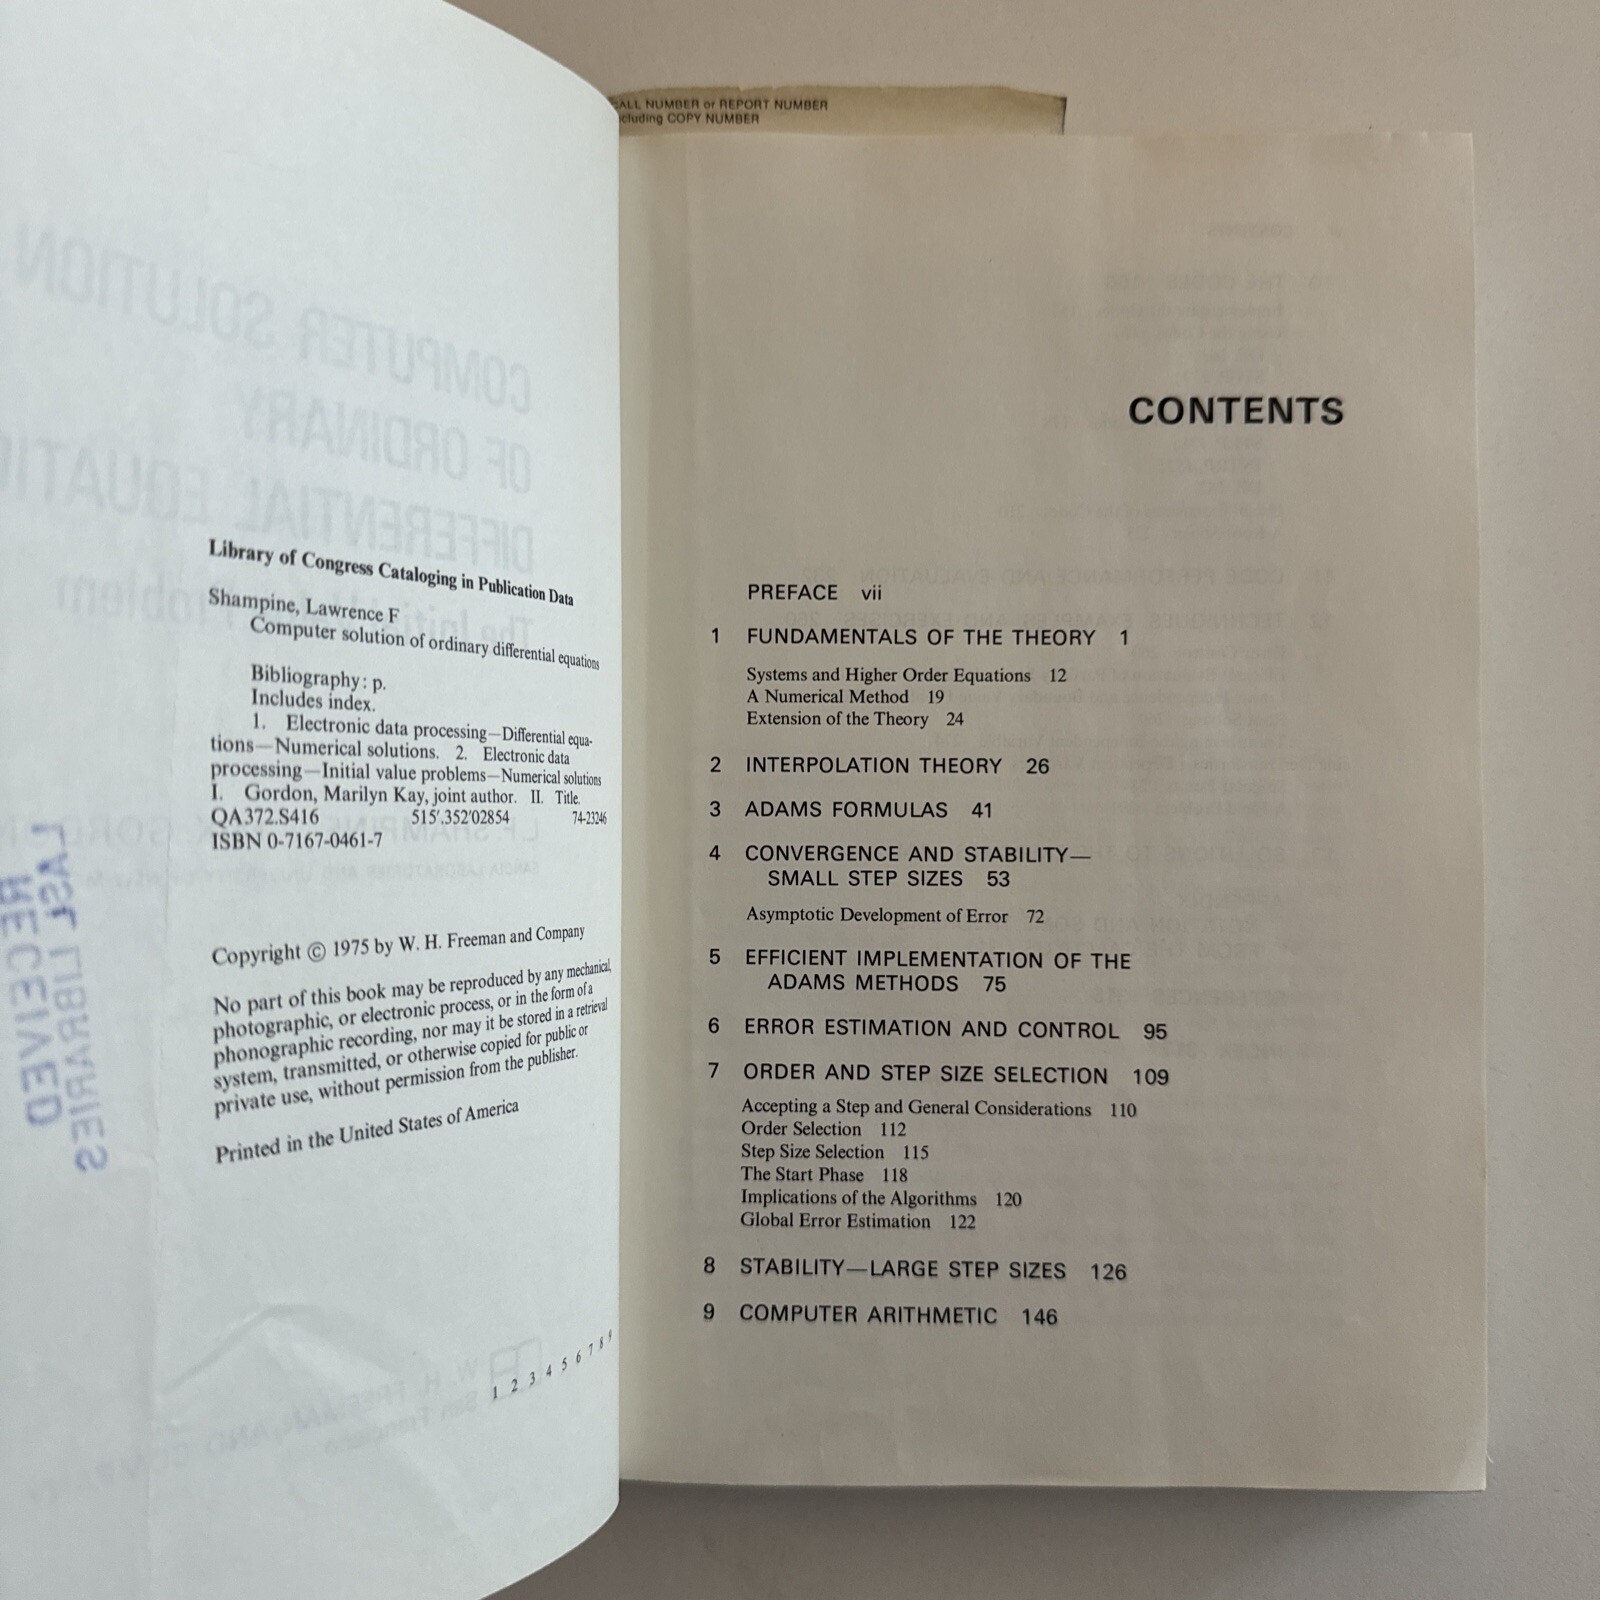 Library of Congress Cataloging in Publication Data
Shampine, Lawrence F
Computer solution of ordinary differential equations
Bibliography: p.
Includes index.
1. Electronic data processing—Differential equa-
tions—Numerical solutions. 2. Electronic data
processing—Initial value problems—Numerical solutions
I. Gordon, Marilyn Kay, joint author. II. Title.
QA372.S416 515'.352'02854 74-23246
ISBN 0-7167-0461-7
Copyright © 1975 by W. H. Freeman and Company
No part of this book may be reproduced by any mechanical,
photographic, or electronic process, or in the form of a
phonographic recording, nor may it be stored in a retrieval
system, transmitted, or otherwise copied for public or
private use, without permission from the publisher.
Printed in the United States of America
1 2 3 4 5 6 7 8 9
CALL NUMBER or REPORT NUMBER
including COPY NUMBER
CONTENTS
PREFACE vii
1 FUNDAMENTALS OF THE THEORY 1
Systems and Higher Order Equations 12
A Numerical Method 19
Extension of the Theory 24
2 INTERPOLATION THEORY 26
3 ADAMS FORMULAS 41
4 CONVERGENCE AND STABILITY—
SMALL STEP SIZES 53
Asymptotic Development of Error 72
5 EFFICIENT IMPLEMENTATION OF THE
ADAMS METHODS 75
6 ERROR ESTIMATION AND CONTROL 95
7 ORDER AND STEP SIZE SELECTION 109
Accepting a Step and General Considerations 110
Order Selection 112
Step Size Selection 115
The Start Phase 118
Implications of the Algorithms 120
Global Error Estimation 122
8 STABILITY—LARGE STEP SIZES 126
9 COMPUTER ARITHMETIC 146